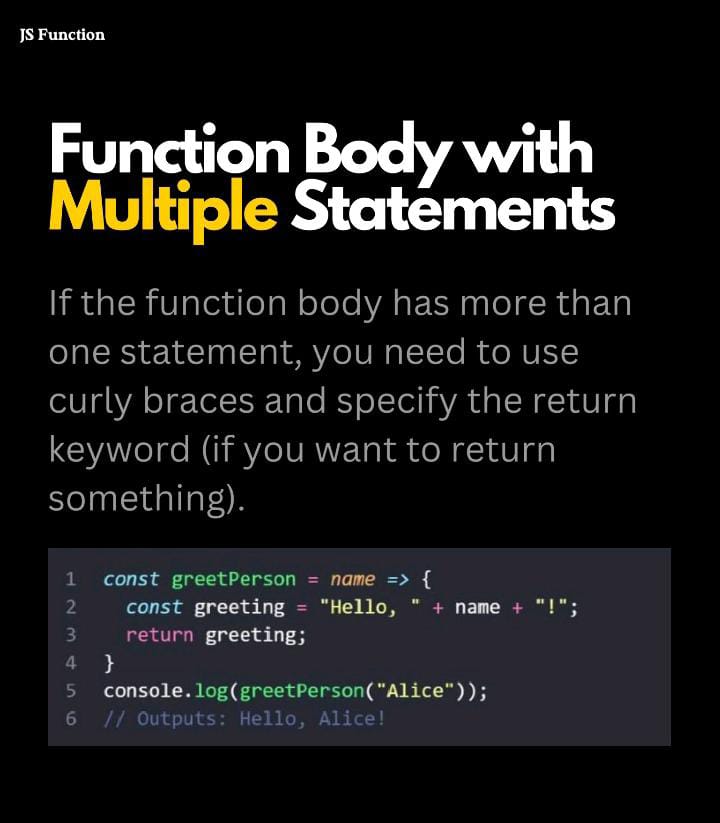 JS Function
Function Body with
Multiple Statements
If the function body has more than
one statement, you need to use
curly braces and specify the return
keyword (if you want to return
something).
1 const greetPerson = name => {
2   const greeting = "Hello, " + name + "!";
3   return greeting;
4 }
5 console.log(greetPerson("Alice"));
6 // Outputs: Hello, Alice!